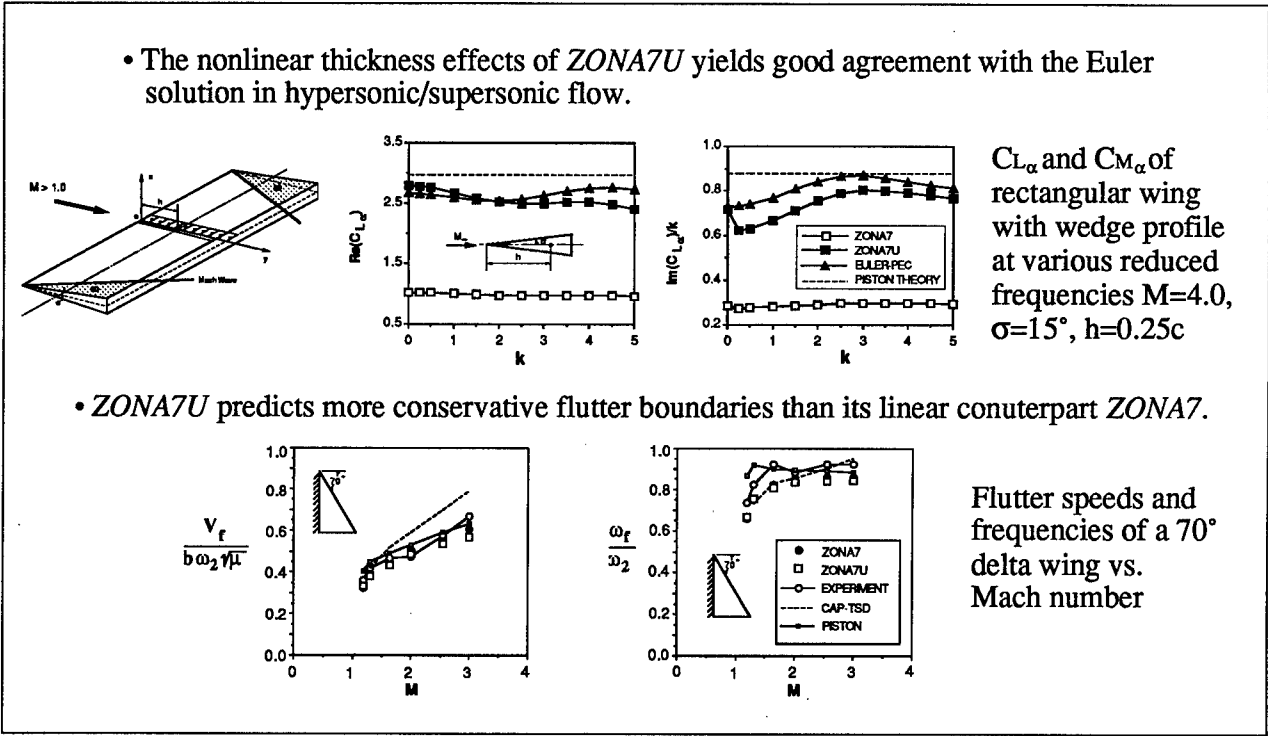 • The nonlinear thickness effects of ZONA7U yields good agreement with the Euler
solution in hypersonic/supersonic flow.
M > 1.0
h
Y
Mach Wave
Re(C_Lα)
3.5
2.5
1.5
0.5
M∞
h
0 1 2 3 4 5
k
Im(C_Lα)/k
1.0
0.8
0.6
0.4
0.2
ZONA7
ZONA7U
EULER-PEC
PISTON THEORY
0 1 2 3 4 5
k
CLα and CMα of
rectangular wing
with wedge profile
at various reduced
frequencies M=4.0,
σ=15°, h=0.25c
• ZONA7U predicts more conservative flutter boundaries than its linear conuterpart ZONA7.
V_f
b ω_2 √μ
1.0
0.8
0.6
0.4
0.2
0.0
70°
0 1 2 3 4
M
ω_f
ω_2
1.0
0.8
0.6
0.4
0.2
0.0
70°
ZONA7
ZONA7U
EXPERIMENT
CAP-TSD
PISTON
0 1 2 3 4
M
Flutter speeds and
frequencies of a 70°
delta wing vs.
Mach number